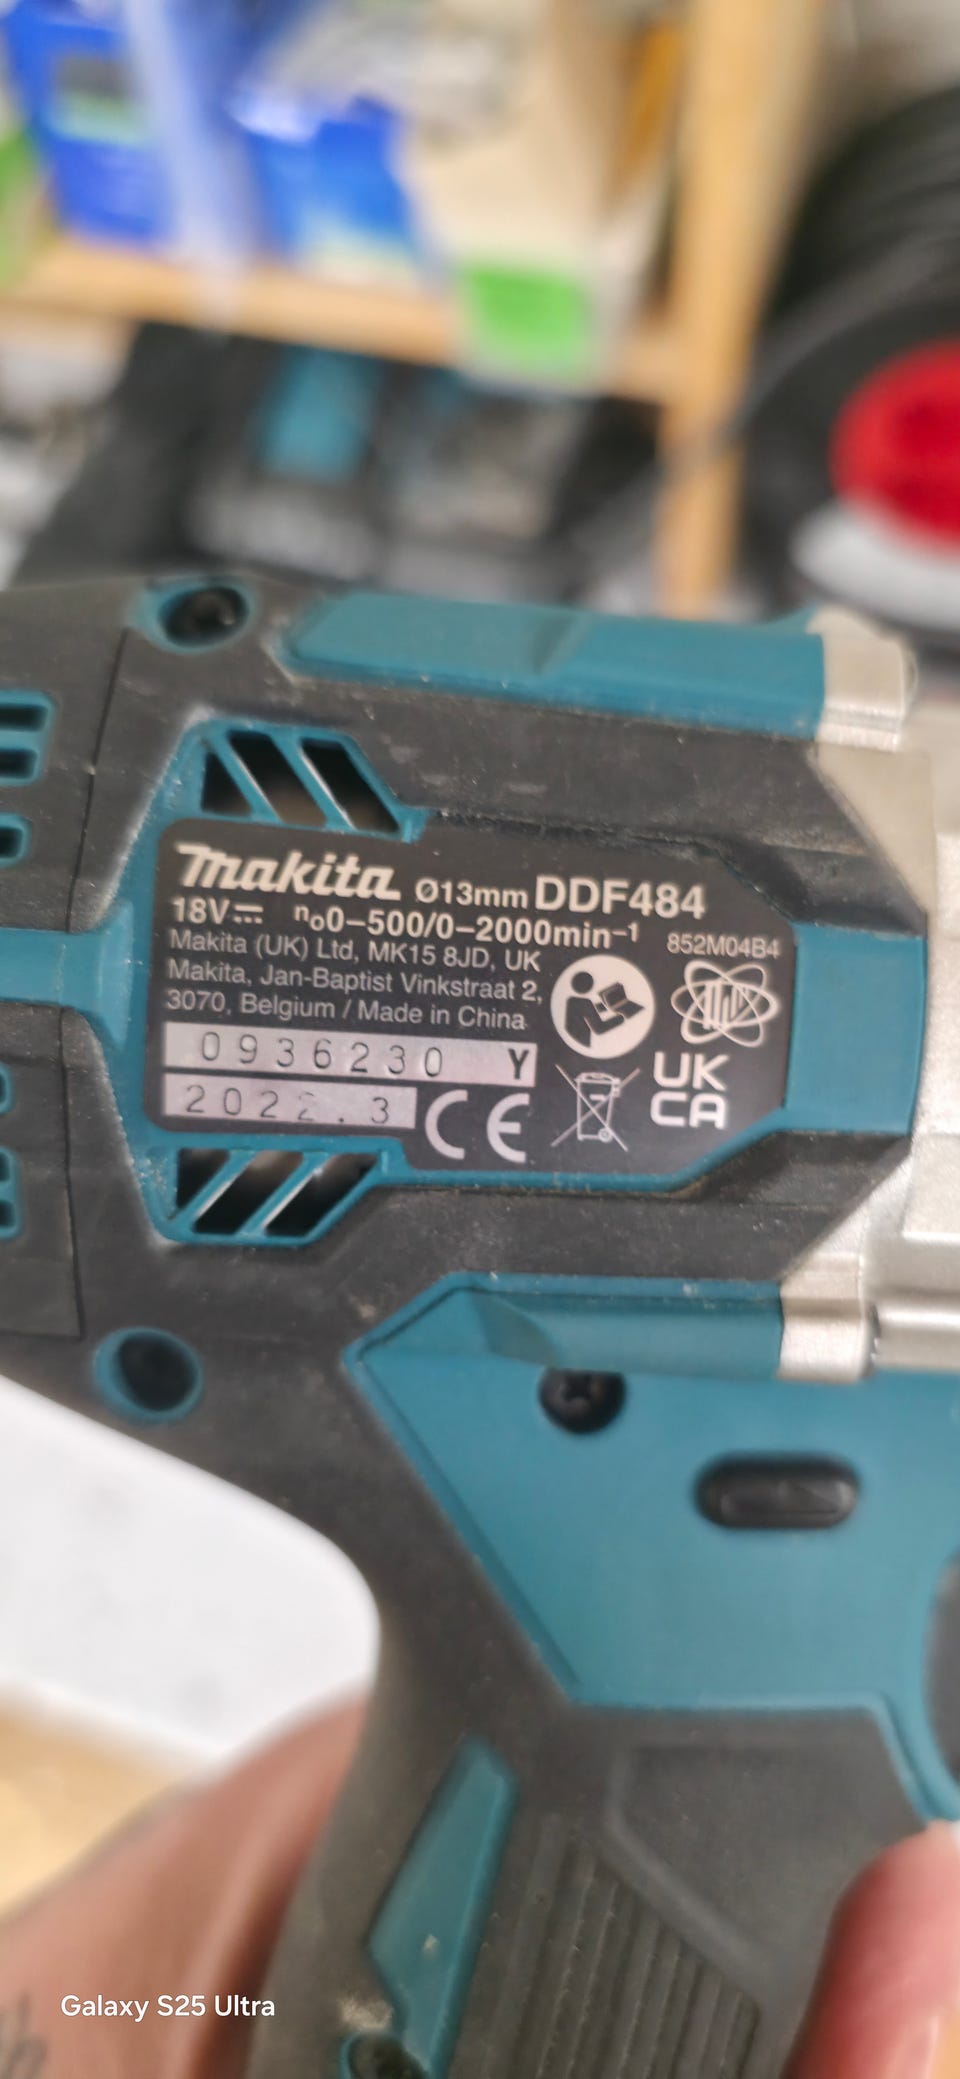 makita Ø13mm DDF484
18V⎓ n₀0-500/0-2000min⁻¹ 852M04B4
Makita (UK) Ltd, MK15 8JD, UK
Makita, Jan-Baptist Vinkstraat 2,
3070, Belgium / Made in China
0936230 Y
2022.3 CE
UK
CA
Galaxy S25 Ultra